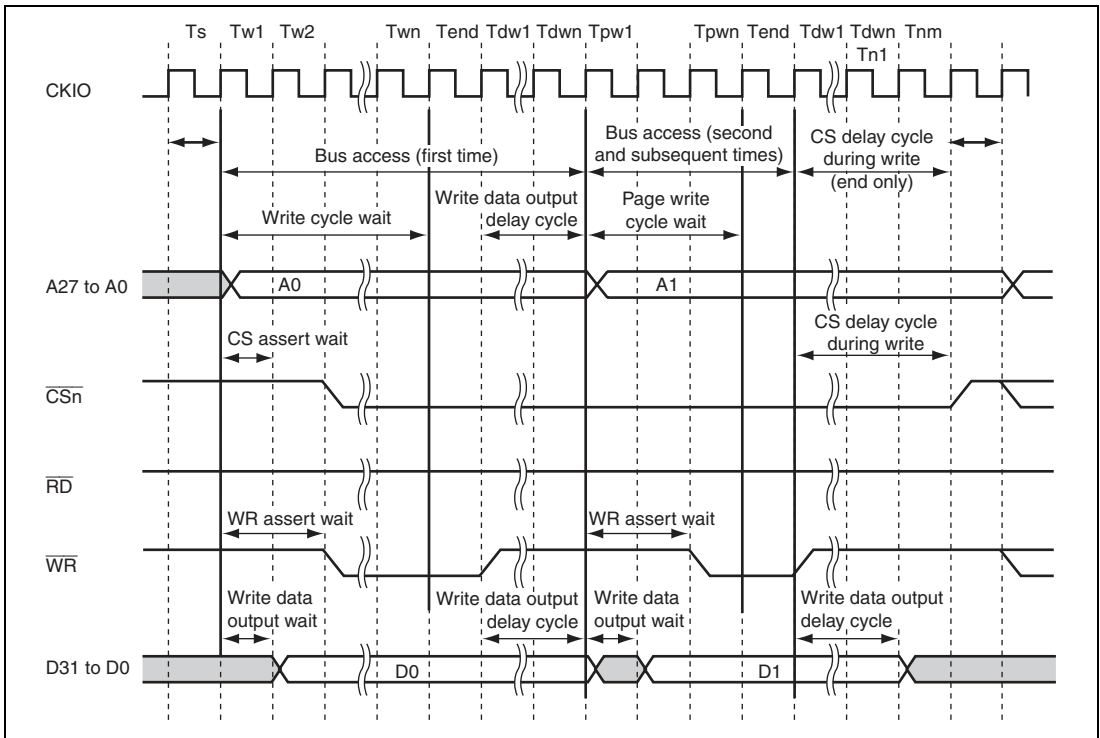 Ts Tw1 Tw2 Twn Tend Tdw1 Tdwn Tpw1 Tpwn Tend Tdw1 Tdwn Tnm
Tn1
CKIO
Bus access (first time)
Bus access (second
and subsequent times)
CS delay cycle
during write
(end only)
Write cycle wait
Write data output
delay cycle
Page write
cycle wait
A27 to A0
A0
A1
CS assert wait
CS delay cycle
during write
CSn
RD
WR assert wait
WR assert wait
WR
Write data
output wait
Write data output
delay cycle
Write data
output wait
Write data output
delay cycle
D31 to D0
D0
D1